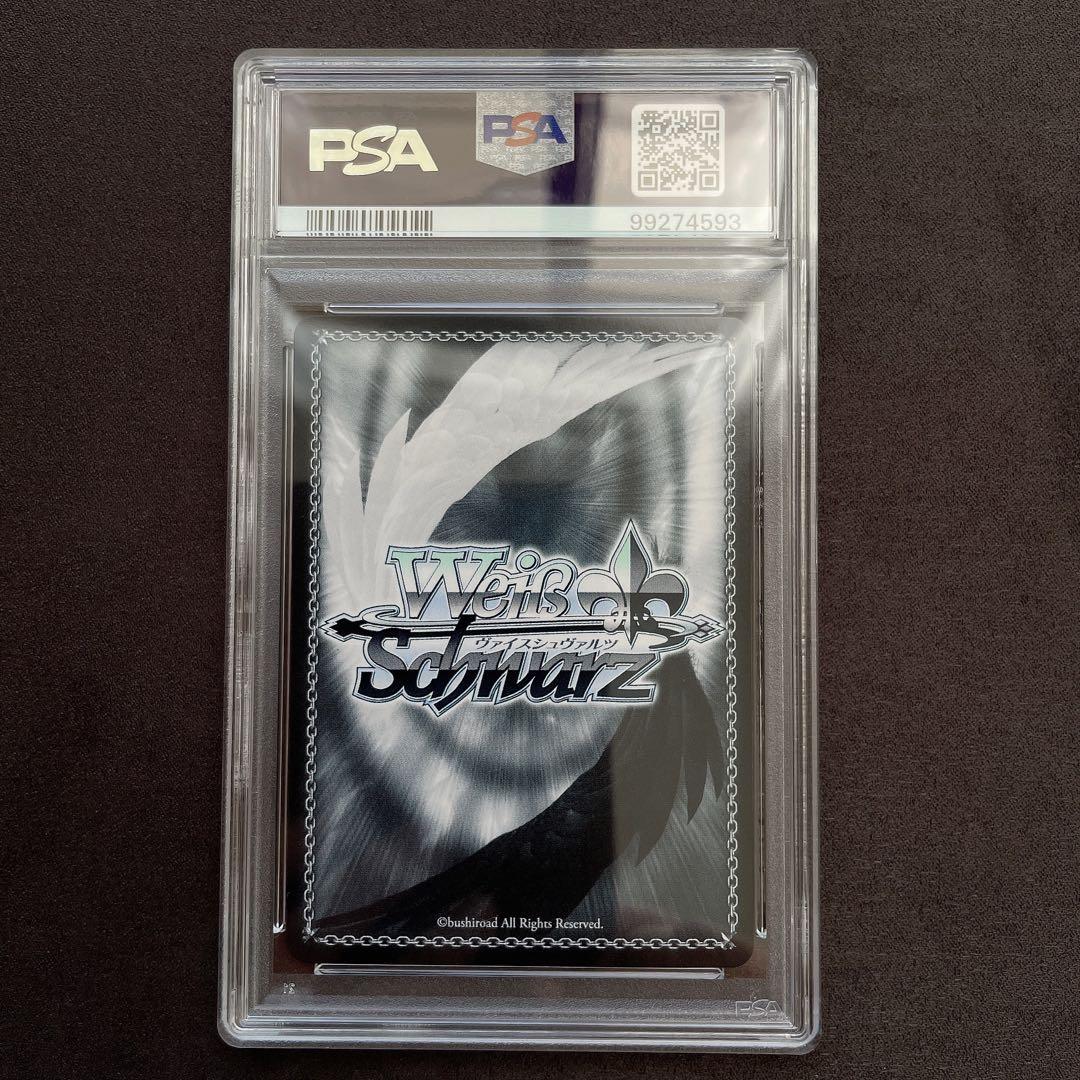 PSA
PSA
99274593
Weiß
ヴァイスシュヴァルツ
Schwarz
©bushiroad All Rights Reserved.
PSA